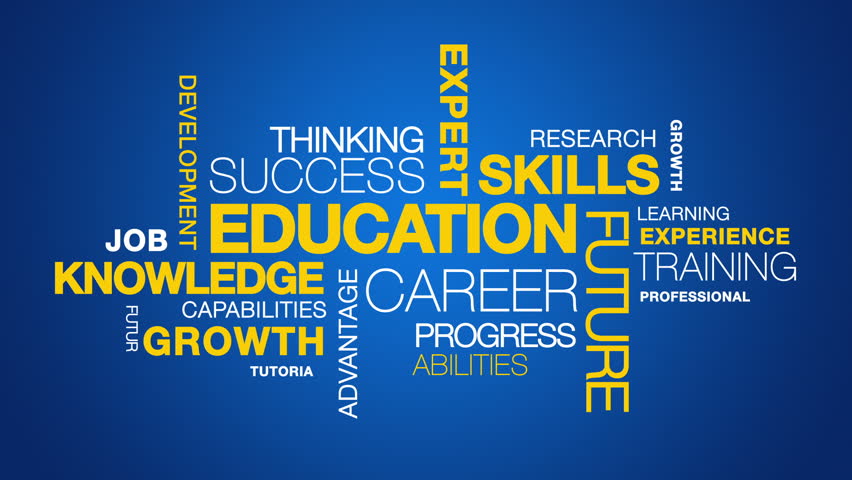 EXPERT
DEVELOPMENT
THINKING
RESEARCH
GROWTH
SUCCESS
SKILLS
EDUCATION
FUTURE
LEARNING
JOB
EXPERIENCE
KNOWLEDGE
CAREER
TRAINING
ADVANTAGE
CAPABILITIES
PROFESSIONAL
FUTUR
GROWTH
PROGRESS
ABILITIES
TUTORIA